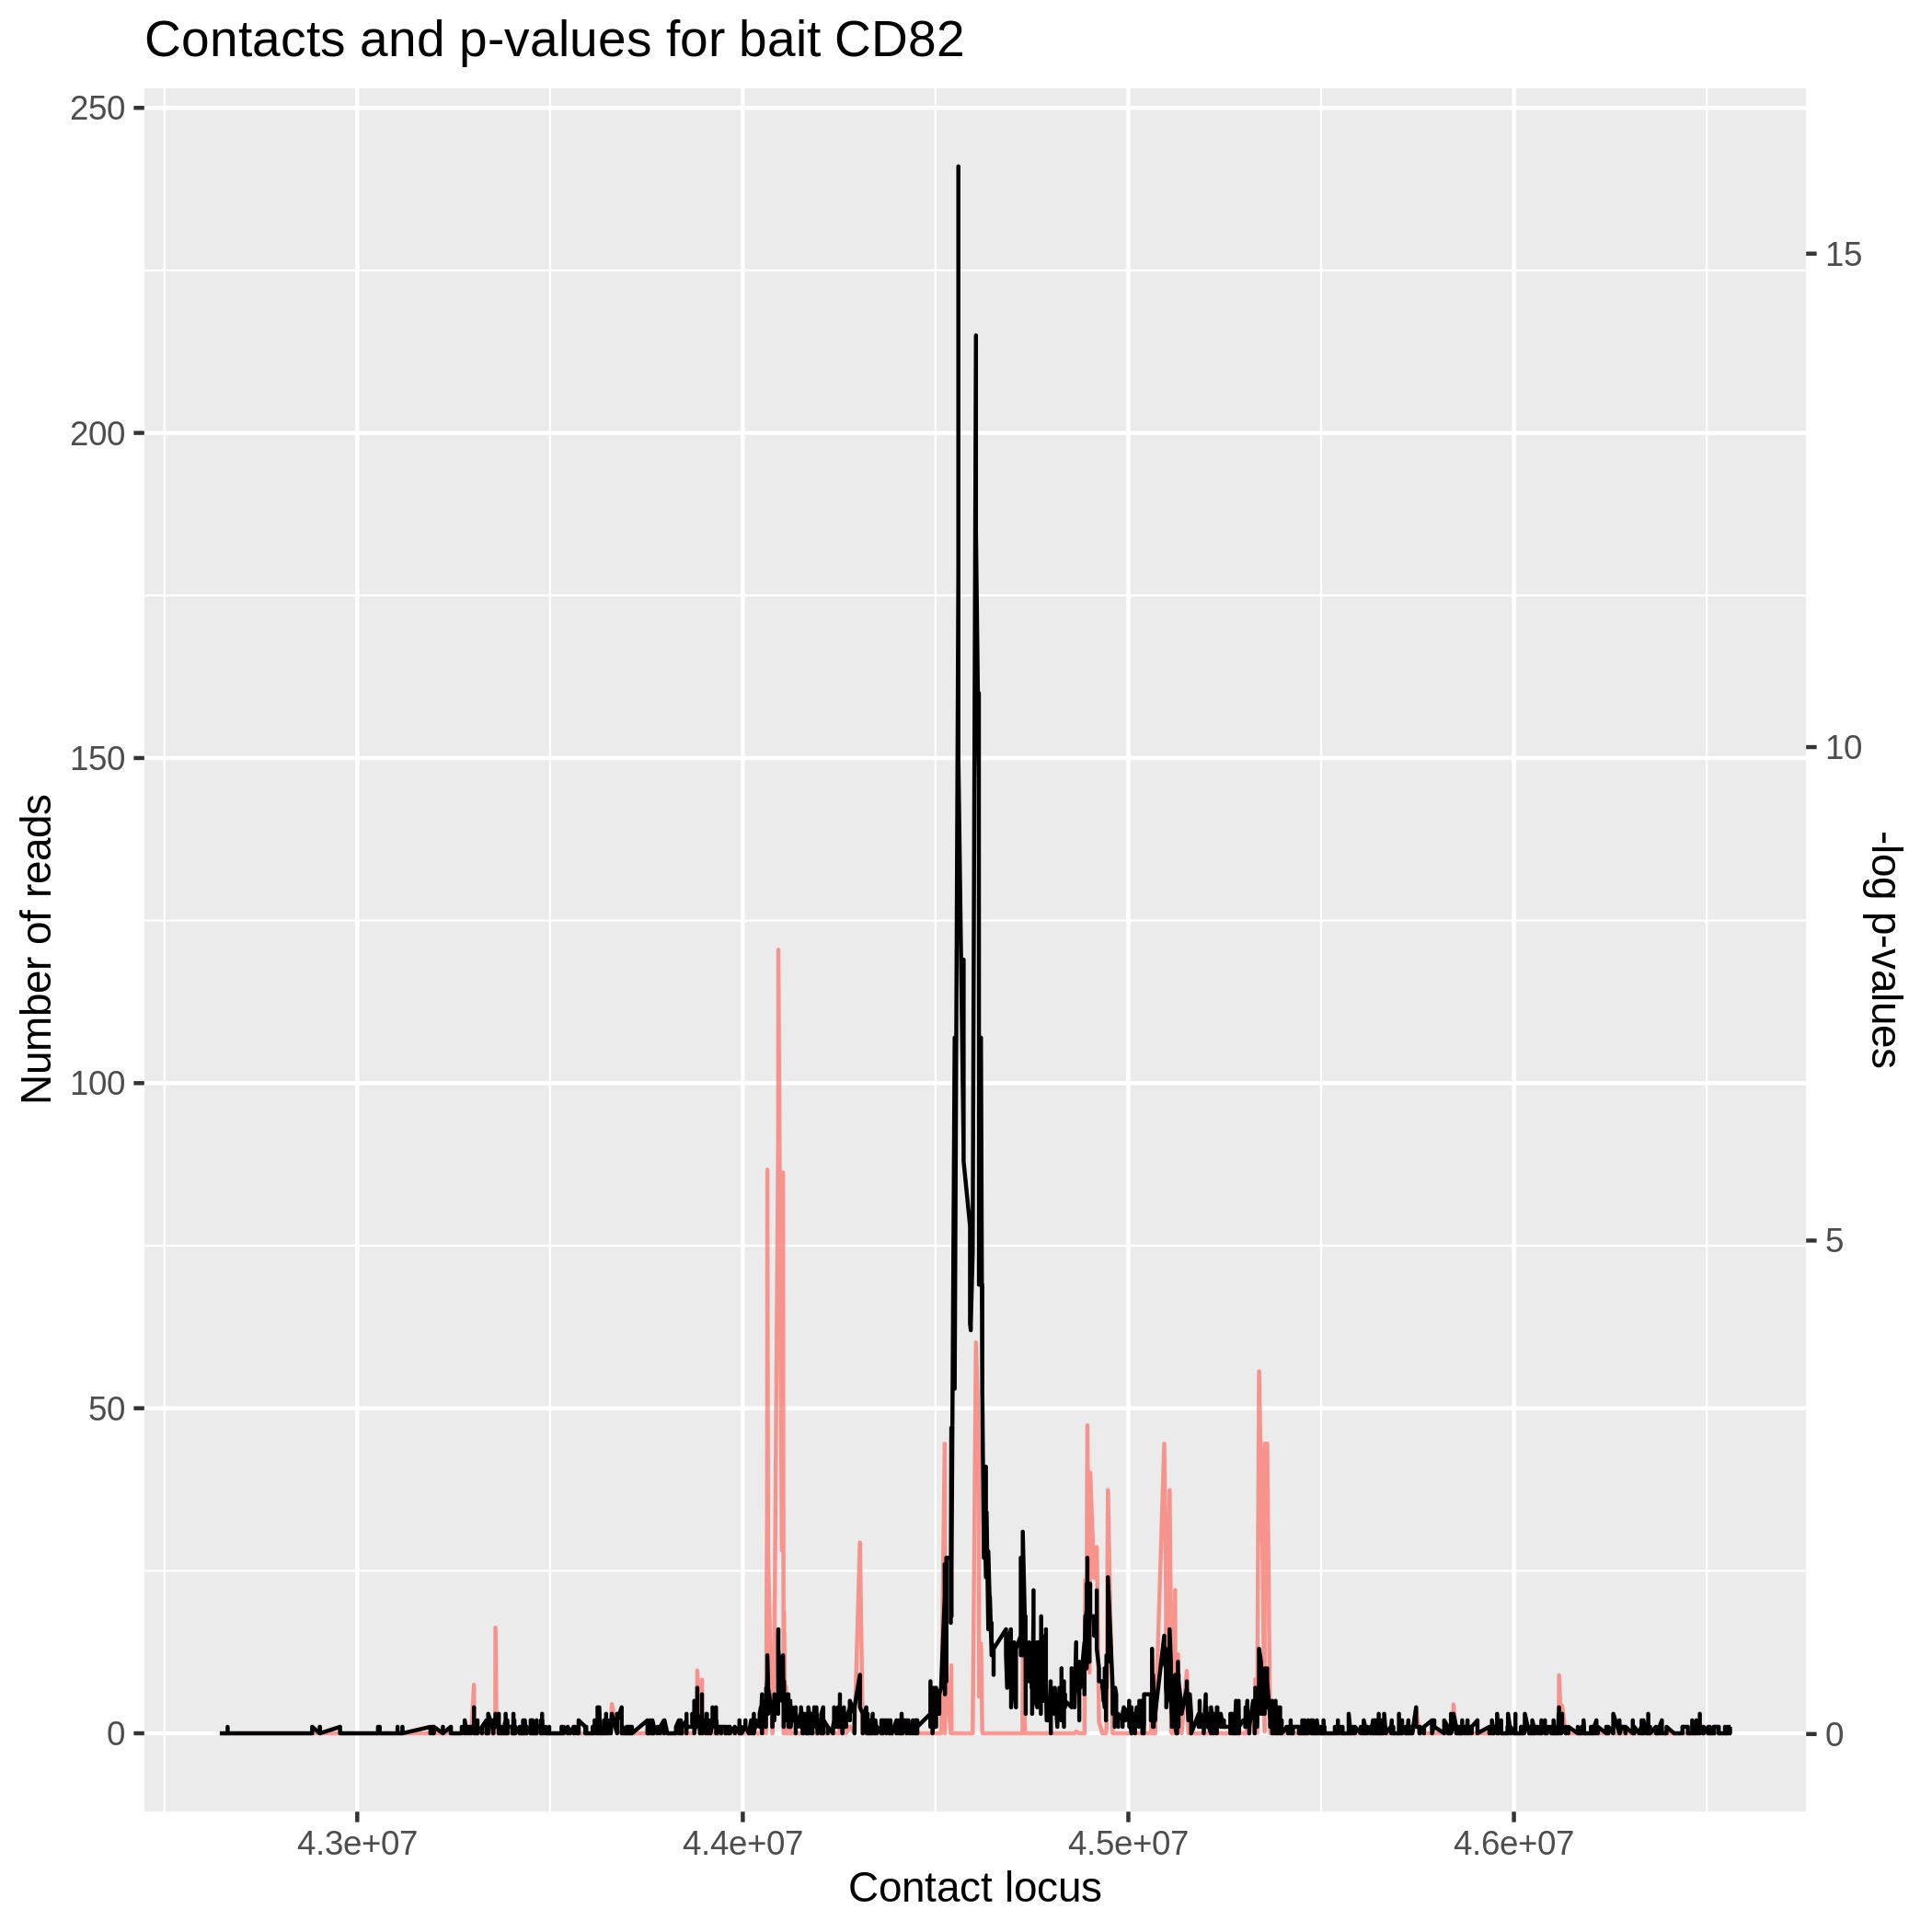 Contacts and p-values for bait CD82
250
200
150
100
50
0
Number of reads
15
10
5
0
-log p-values
4.3e+07
4.4e+07
4.5e+07
4.6e+07
Contact locus